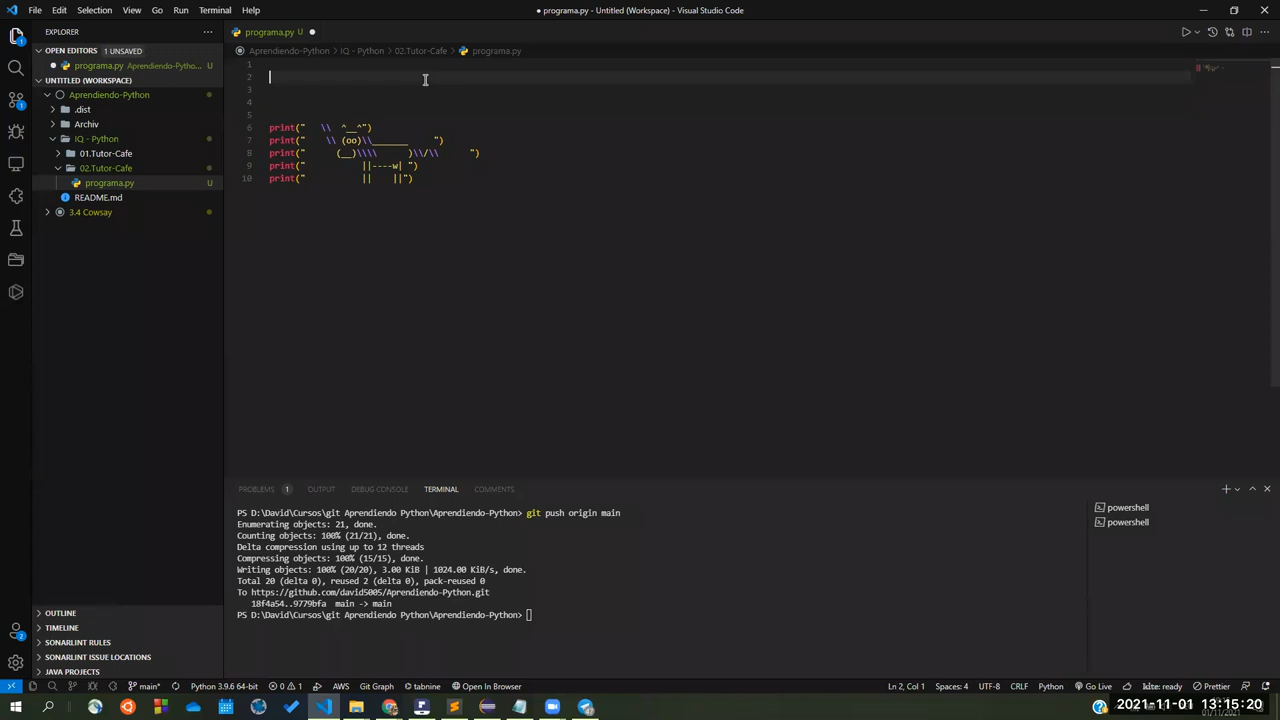 File Edit Selection View Go Run Terminal Help
● programa.py - Untitled (Workspace) - Visual Studio Code
EXPLORER
OPEN EDITORS 1 UNSAVED
programa.py Aprendiendo-Pytho... U
UNTITLED (WORKSPACE)
Aprendiendo-Python
.dist
Archiv
IQ - Python
01.Tutor-Cafe
02.Tutor-Cafe
programa.py U
README.md
3.4 Cowsay
OUTLINE
TIMELINE
SONARLINT RULES
SONARLINT ISSUE LOCATIONS
JAVA PROJECTS
programa.py U
Aprendiendo-Python > IQ - Python > 02.Tutor-Cafe > programa.py
1
2
3
4
5
6 print("   \\  ^__^")
7 print("    \\ (oo)\\_______     ")
8 print("      (__)\\\\      )\\/\\      ")
9 print("           ||----w| ")
10 print("           ||    ||")
PROBLEMS 1 OUTPUT DEBUG CONSOLE TERMINAL COMMENTS
PS D:\David\Cursos\git Aprendiendo Python\Aprendiendo-Python> git push origin main
Enumerating objects: 21, done.
Counting objects: 100% (21/21), done.
Delta compression using up to 12 threads
Compressing objects: 100% (15/15), done.
Writing objects: 100% (20/20), 3.00 KiB | 1024.00 KiB/s, done.
Total 20 (delta 0), reused 2 (delta 0), pack-reused 0
To https://github.com/david5005/Aprendiendo-Python.git
18f4a54..9779bfa main -> main
PS D:\David\Cursos\git Aprendiendo Python\Aprendiendo-Python>
powershell
powershell
main* Python 3.9.6 64-bit 0 1 AWS Git Graph tabnine Open In Browser Ln 2, Col 1 Spaces: 4 UTF-8 CRLF Python Go Live kite: ready Prettier
2021-11-01 13:15:20